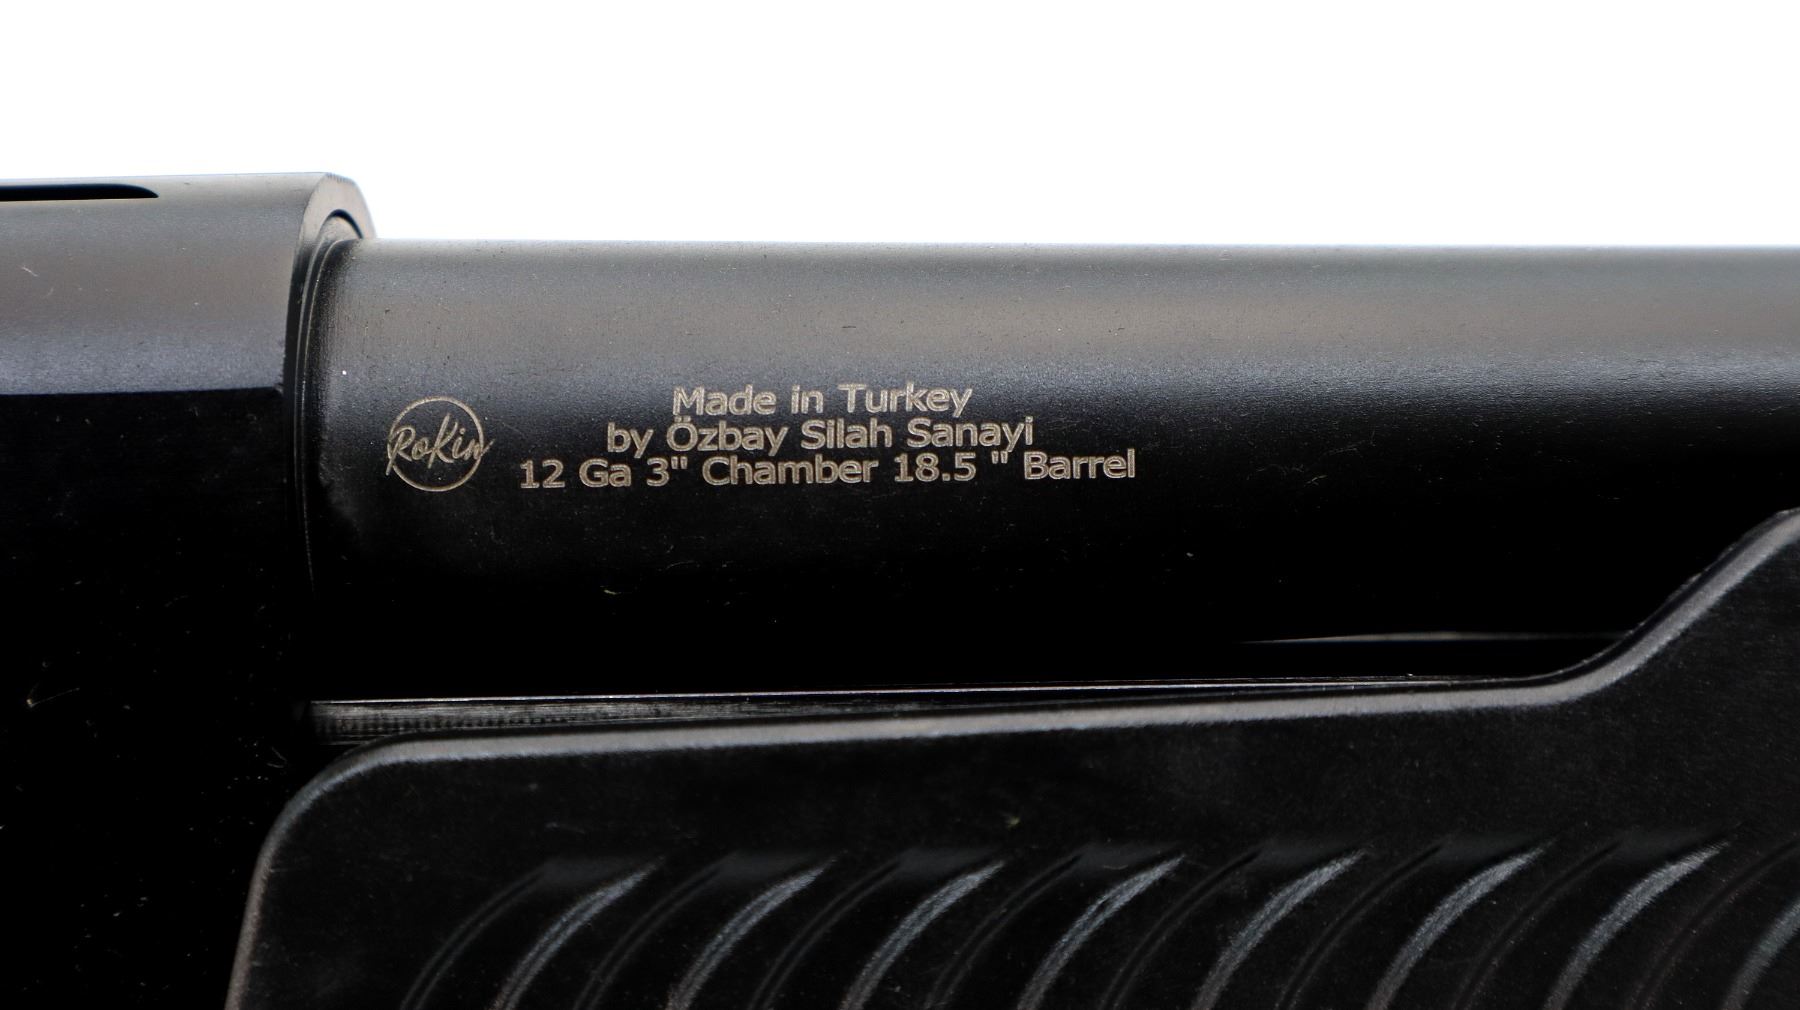 RoKin
Made in Turkey
by Özbay Silah Sanayi
12 Ga 3" Chamber 18.5 " Barrel